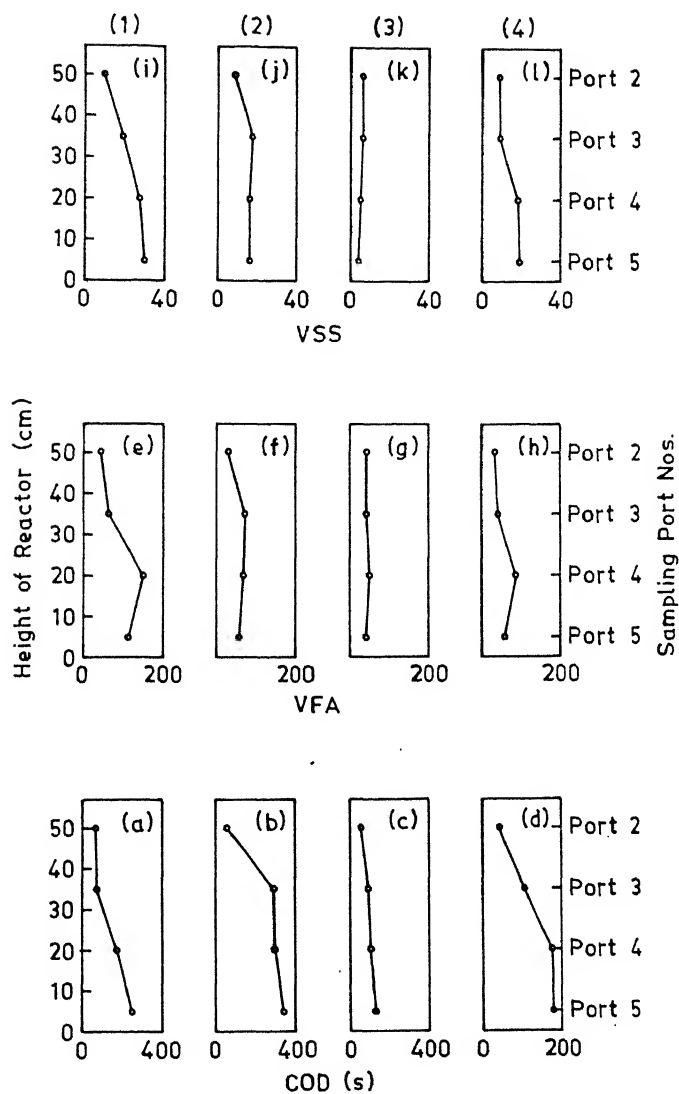 (1) (2) (3) (4)
50 (i) (j) (k) (l) Port 2
40
Port 3
30
20 Port 4
10
Port 5
0
0 40 0 40 0 40 0 40
VSS
Height of Reactor (cm)
Sampling Port Nos.
50 (e) (f) (g) (h) Port 2
40
Port 3
30
20 Port 4
10
Port 5
0
0 200 200 200 200
VFA
50 (a) (b) (c) (d) Port 2
40
Port 3
30
20 Port 4
10
Port 5
0
0 400 0 400 0 400 0 200
COD (s)